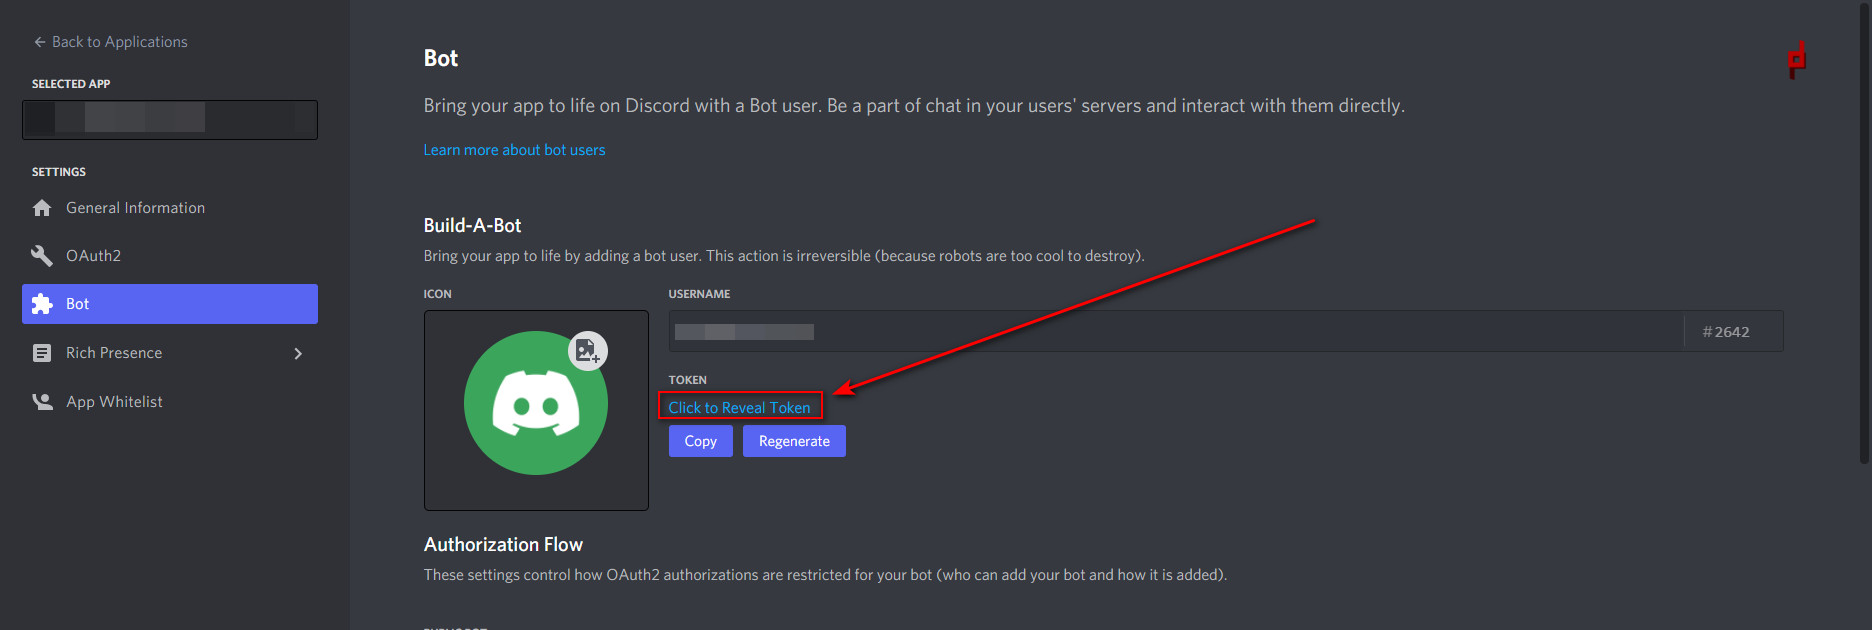 ← Back to Applications
SELECTED APP
SETTINGS
General Information
OAuth2
Bot
Rich Presence
App Whitelist
Bot
Bring your app to life on Discord with a Bot user. Be a part of chat in your users' servers and interact with them directly.
Learn more about bot users
Build-A-Bot
Bring your app to life by adding a bot user. This action is irreversible (because robots are too cool to destroy).
ICON
USERNAME
#2642
TOKEN
Click to Reveal Token
Copy
Regenerate
Authorization Flow
These settings control how OAuth2 authorizations are restricted for your bot (who can add your bot and how it is added).